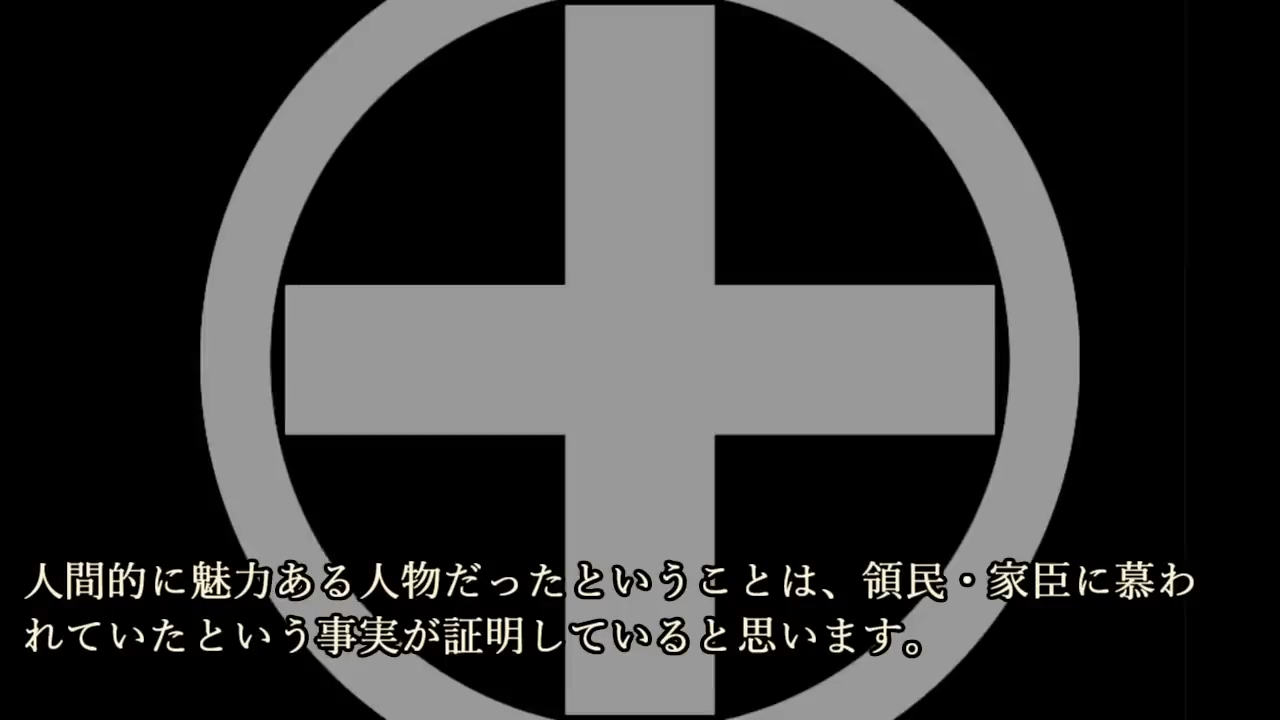 人間的に魅力ある人物だったということは、領民・家臣に慕わ
れていたという事実が証明していると思います。